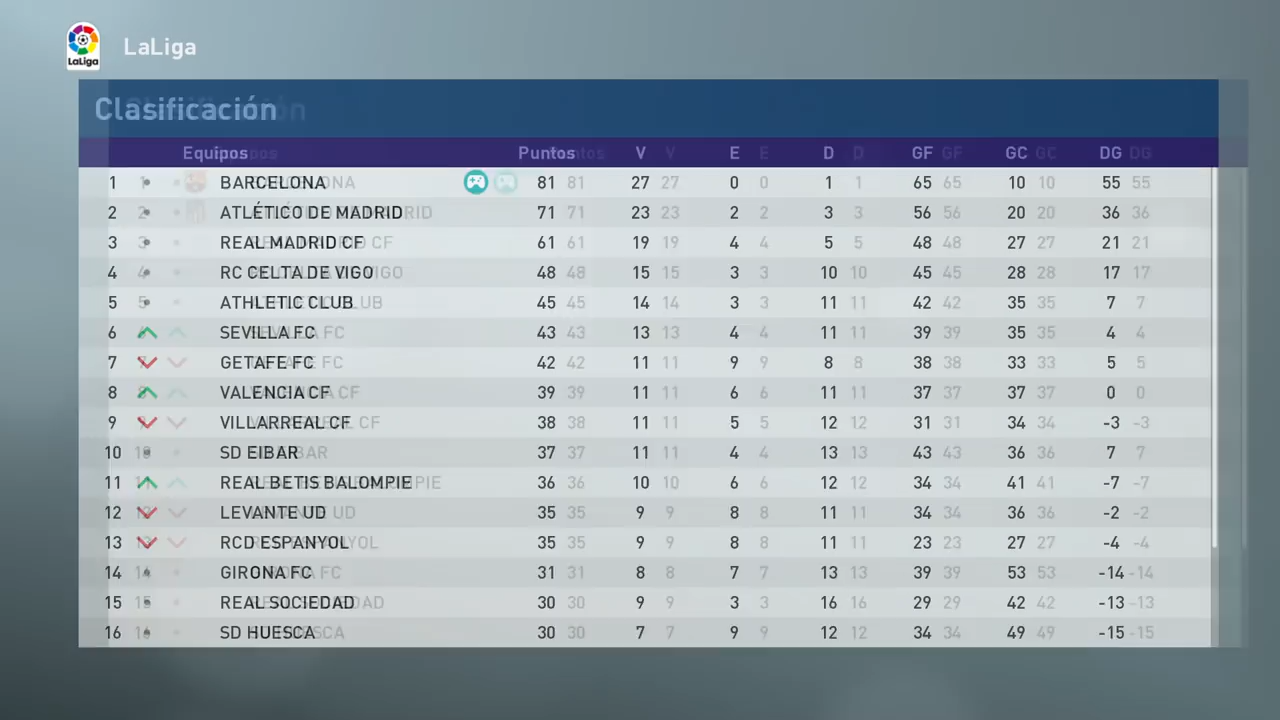 LaLiga
LaLiga
Clasificación
Equipos Puntos V E D GF GC DG
1 BARCELONA 81 27 0 1 65 10 55
2 ATLÉTICO DE MADRID 71 23 2 3 56 20 36
3 REAL MADRID CF 61 19 4 5 48 27 21
4 RC CELTA DE VIGO 48 15 3 10 45 28 17
5 ATHLETIC CLUB 45 14 3 11 42 35 7
6 SEVILLA FC 43 13 4 11 39 35 4
7 GETAFE FC 42 11 9 8 38 33 5
8 VALENCIA CF 39 11 6 11 37 37 0
9 VILLARREAL CF 38 11 5 12 31 34 -3
10 SD EIBAR 37 11 4 13 43 36 7
11 REAL BETIS BALOMPIE 36 10 6 12 34 41 -7
12 LEVANTE UD 35 9 8 11 34 36 -2
13 RCD ESPANYOL 35 9 8 11 23 27 -4
14 GIRONA FC 31 8 7 13 39 53 -14
15 REAL SOCIEDAD 30 9 3 16 29 42 -13
16 SD HUESCA 30 7 9 12 34 49 -15